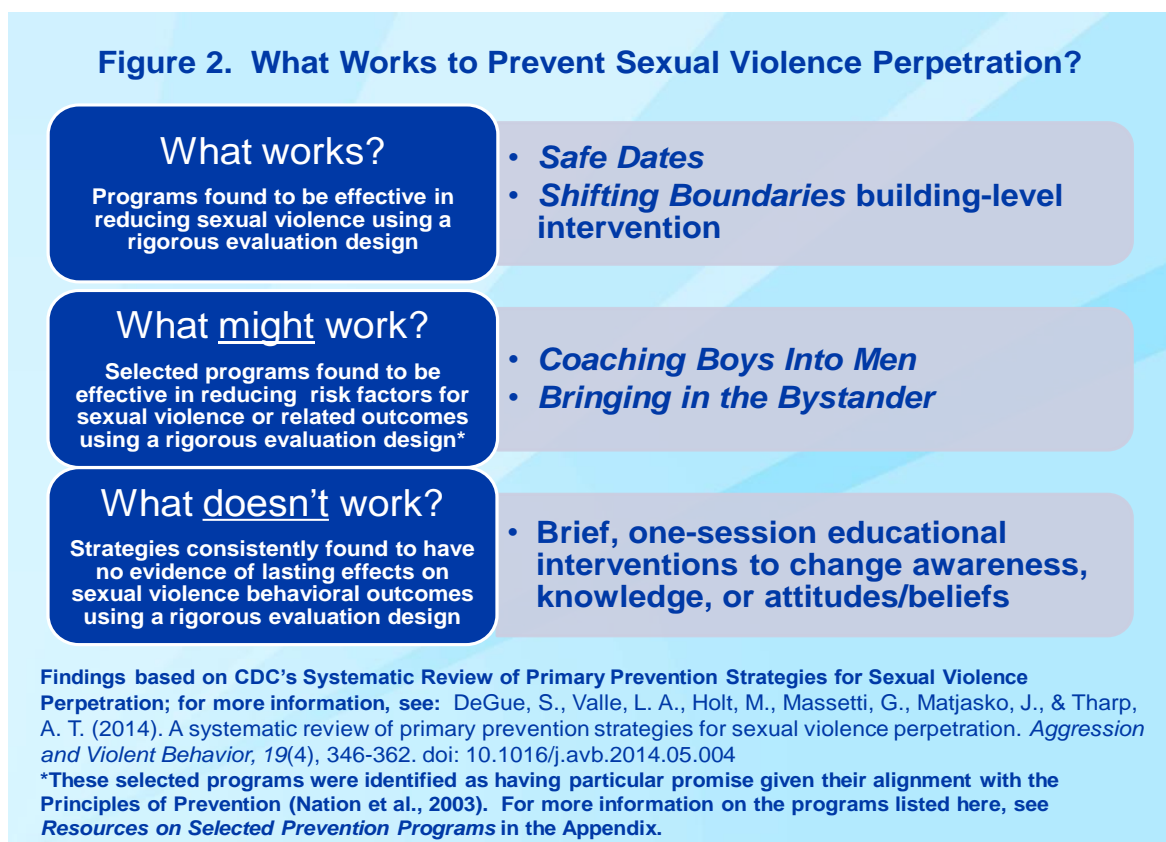 Figure 2. What Works to Prevent Sexual Violence Perpetration?
What works?
Programs found to be effective in
reducing sexual violence using a
rigorous evaluation design
• Safe Dates
• Shifting Boundaries building-level
intervention
What might work?
Selected programs found to be
effective in reducing risk factors for
sexual violence or related outcomes
using a rigorous evaluation design*
• Coaching Boys Into Men
• Bringing in the Bystander
What doesn’t work?
Strategies consistently found to have
no evidence of lasting effects on
sexual violence behavioral outcomes
using a rigorous evaluation design
• Brief, one-session educational
interventions to change awareness,
knowledge, or attitudes/beliefs
Findings based on CDC’s Systematic Review of Primary Prevention Strategies for Sexual Violence
Perpetration; for more information, see: DeGue, S., Valle, L. A., Holt, M., Massetti, G., Matjasko, J., & Tharp,
A. T. (2014). A systematic review of primary prevention strategies for sexual violence perpetration. Aggression
and Violent Behavior, 19(4), 346-362. doi: 10.1016/j.avb.2014.05.004
*These selected programs were identified as having particular promise given their alignment with the
Principles of Prevention (Nation et al., 2003). For more information on the programs listed here, see
Resources on Selected Prevention Programs in the Appendix.